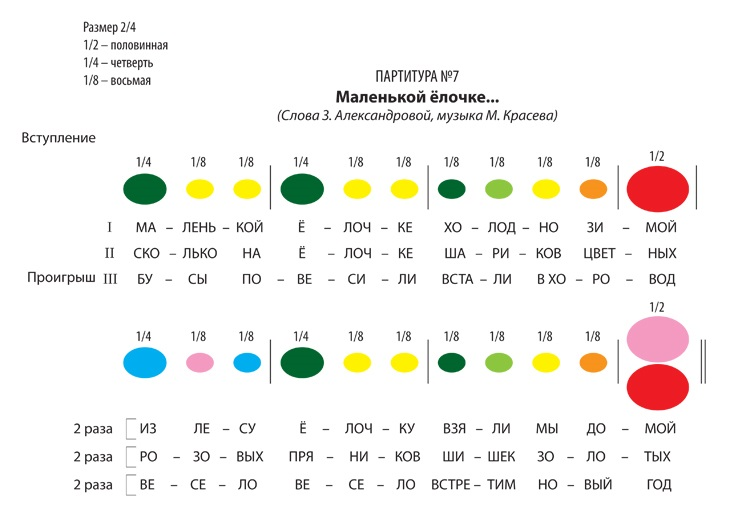 Размер 2/4
1/2 – половинная
1/4 – четверть
1/8 – восьмая
ПАРТИТУРА №7
Маленькой ёлочке...
(Слова З. Александровой, музыка М. Красева)
Вступление
1/4 1/8 1/8 1/4 1/8 1/8 1/8 1/8 1/8 1/8 1/2
I МА – ЛЕНЬ – КОЙ Ё – ЛОЧ – КЕ ХО – ЛОД – НО ЗИ – МОЙ
II СКО – ЛЬКО НА Ё – ЛОЧ – КЕ ША – РИ – КОВ ЦВЕТ – НЫХ
Проигрыш III БУ – СЫ ПО – ВЕ – СИ – ЛИ ВСТА – ЛИ В ХО – РО – ВОД
1/4 1/8 1/8 1/4 1/8 1/8 1/8 1/8 1/8 1/8 1/2
2 раза ИЗ ЛЕ – СУ Ё – ЛОЧ – КУ ВЗЯ – ЛИ МЫ ДО – МОЙ
2 раза РО – ЗО – ВЫХ ПРЯ – НИ – КОВ ШИ – ШЕК ЗО – ЛО – ТЫХ
2 раза ВЕ – СЕ – ЛО ВЕ – СЕ – ЛО ВСТРЕ – ТИМ НО – ВЫЙ ГОД